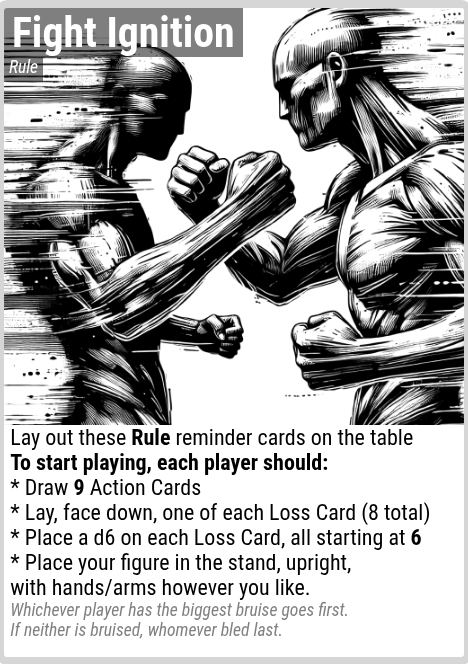 Fight Ignition
Rule
Lay out these Rule reminder cards on the table
To start playing, each player should:
* Draw 9 Action Cards
* Lay, face down, one of each Loss Card (8 total)
* Place a d6 on each Loss Card, all starting at 6
* Place your figure in the stand, upright,
with hands/arms however you like.
Whichever player has the biggest bruise goes first.
If neither is bruised, whomever bled last.